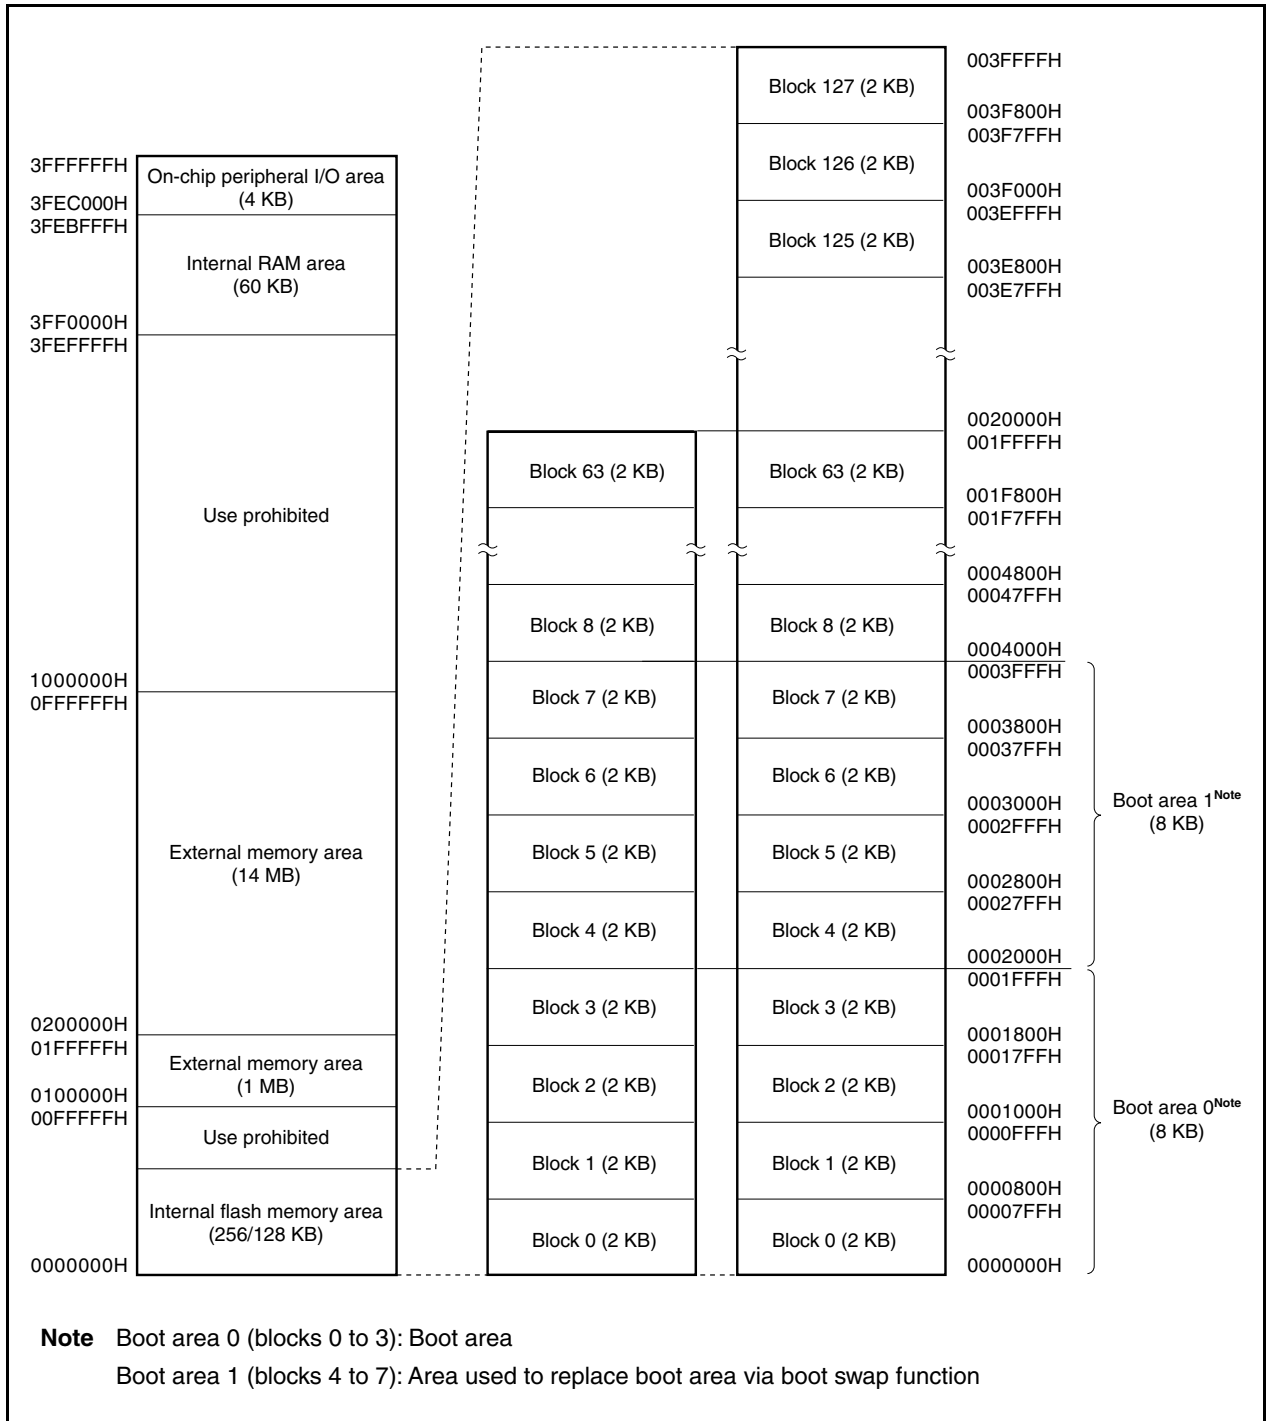 3FFFFFFH
On-chip peripheral I/O area
(4 KB)
3FEC000H
3FEBFFFH
Internal RAM area
(60 KB)
3FF0000H
3FEFFFFH
Use prohibited
1000000H
0FFFFFFH
External memory area
(14 MB)
0200000H
01FFFFFH
External memory area
(1 MB)
0100000H
00FFFFFH
Use prohibited
Internal flash memory area
(256/128 KB)
0000000H
Block 63 (2 KB)
Block 8 (2 KB)
Block 7 (2 KB)
Block 6 (2 KB)
Block 5 (2 KB)
Block 4 (2 KB)
Block 3 (2 KB)
Block 2 (2 KB)
Block 1 (2 KB)
Block 0 (2 KB)
Block 127 (2 KB)
Block 126 (2 KB)
Block 125 (2 KB)
Block 63 (2 KB)
Block 8 (2 KB)
Block 7 (2 KB)
Block 6 (2 KB)
Block 5 (2 KB)
Block 4 (2 KB)
Block 3 (2 KB)
Block 2 (2 KB)
Block 1 (2 KB)
Block 0 (2 KB)
003FFFFH
003F800H
003F7FFH
003F000H
003EFFFH
003E800H
003E7FFH
0020000H
001FFFFH
001F800H
001F7FFH
0004800H
00047FFH
0004000H
0003FFFH
0003800H
00037FFH
0003000H
0002FFFH
0002800H
00027FFH
0002000H
0001FFFH
0001800H
00017FFH
0001000H
0000FFFH
0000800H
00007FFH
0000000H
Boot area 1Note
(8 KB)
Boot area 0Note
(8 KB)
Note Boot area 0 (blocks 0 to 3): Boot area
Boot area 1 (blocks 4 to 7): Area used to replace boot area via boot swap function